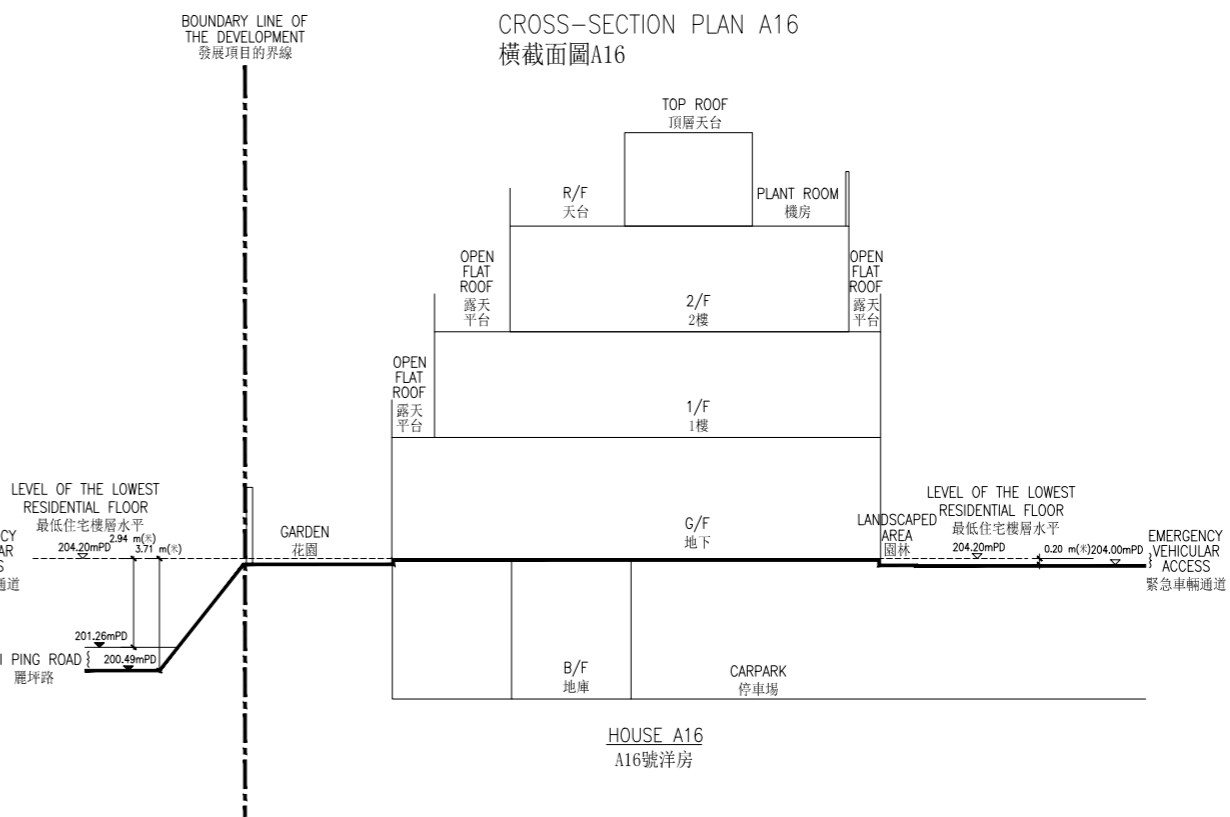 BOUNDARY LINE OF
THE DEVELOPMENT
發展項目的界線
CROSS-SECTION PLAN A16
橫截面圖A16
TOP ROOF
頂層天台
R/F
天台
PLANT ROOM
機房
OPEN
FLAT
ROOF
露天
平台
2/F
2樓
OPEN
FLAT
ROOF
露天
平台
OPEN
FLAT
ROOF
露天
平台
1/F
1樓
LEVEL OF THE LOWEST
RESIDENTIAL FLOOR
最低住宅樓層水平
204.20mPD
2.94 m(米)
3.71 m(米)
GARDEN
花園
G/F
地下
LANDSCAPED
AREA
園林
LEVEL OF THE LOWEST
RESIDENTIAL FLOOR
最低住宅樓層水平
204.20mPD
0.20 m(米)
204.00mPD
EMERGENCY
VEHICULAR
ACCESS
緊急車輛通道
201.26mPD
PING ROAD
200.49mPD
麗坪路
B/F
地庫
CARPARK
停車場
HOUSE A16
A16號洋房